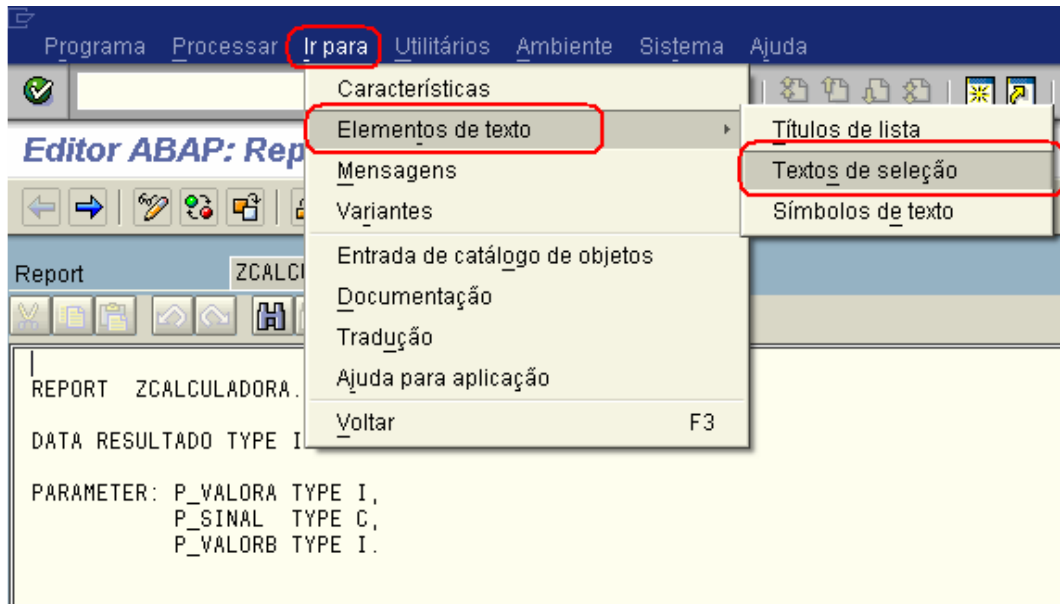 Programa Processar Ir para Utilitários Ambiente Sistema Ajuda
Características
Elementos de texto
Títulos de lista
Editor ABAP: Rep
Mensagens
Textos de seleção
Variantes
Símbolos de texto
Entrada de catálogo de objetos
Report ZCALC
Documentação
Tradução
Ajuda para aplicação
REPORT ZCALCULADORA.
Voltar F3
DATA RESULTADO TYPE I
PARAMETER: P_VALORA TYPE I,
P_SINAL TYPE C,
P_VALORB TYPE I.